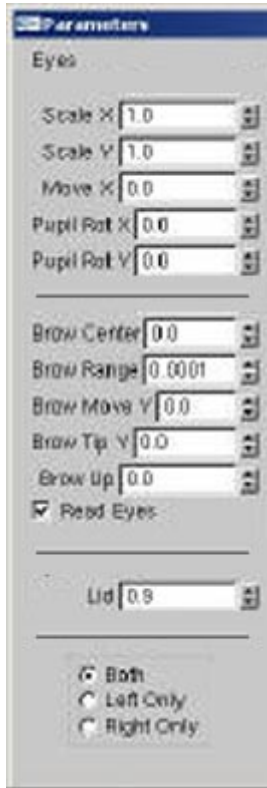 Parameters
Eyes
Scale X 1.0
Scale Y 1.0
Move X 0.0
Pupil Rot X 0.0
Pupil Rot Y 0.0
Brow Center 0.0
Brow Range 0.0001
Brow Move Y 0.0
Brow Tip Y 0.0
Brow Up 0.0
Read Eyes
Lid 0.9
Both
Left Only
Right Only